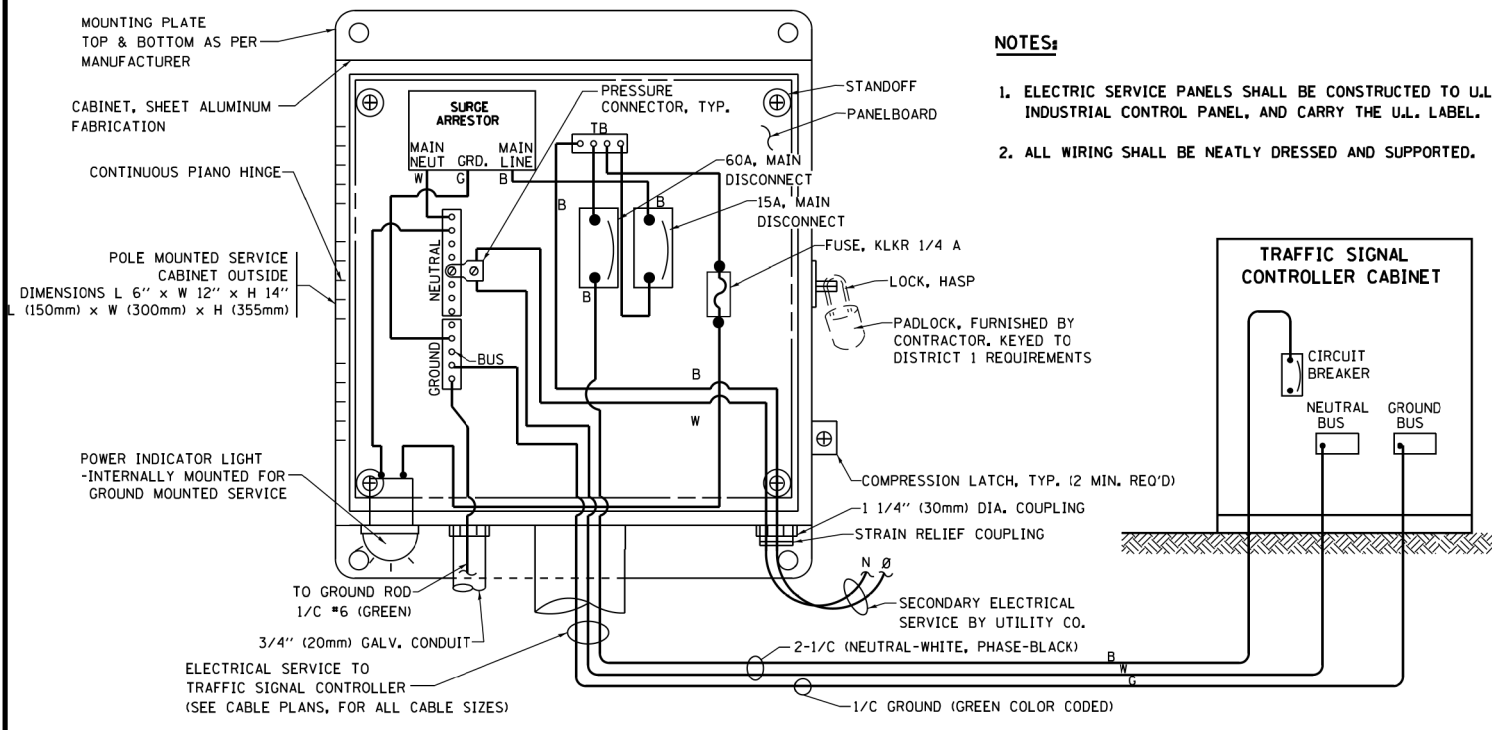 MOUNTING PLATE
TOP & BOTTOM AS PER
MANUFACTURER
CABINET, SHEET ALUMINUM
FABRICATION
CONTINUOUS PIANO HINGE
POLE MOUNTED SERVICE
CABINET OUTSIDE
DIMENSIONS L 6" x W 12" x H 14"
L (150mm) x W (300mm) x H (355mm)
POWER INDICATOR LIGHT
-INTERNALLY MOUNTED FOR
GROUND MOUNTED SERVICE
TO GROUND ROD
1/C #6 (GREEN)
3/4" (20mm) GALV. CONDUIT
ELECTRICAL SERVICE TO
TRAFFIC SIGNAL CONTROLLER
(SEE CABLE PLANS, FOR ALL CABLE SIZES)
SURGE
ARRESTOR
MAIN
NEUT
GRD.
MAIN
LINE
W
G
B
PRESSURE
CONNECTOR, TYP.
TB
NEUTRAL
GROUND
BUS
B
B
B
B
W
STANDOFF
PANELBOARD
60A, MAIN
DISCONNECT
15A, MAIN
DISCONNECT
FUSE, KLKR 1/4 A
LOCK, HASP
PADLOCK, FURNISHED BY
CONTRACTOR. KEYED TO
DISTRICT 1 REQUIREMENTS
COMPRESSION LATCH, TYP. (2 MIN. REQ'D)
1 1/4" (30mm) DIA. COUPLING
STRAIN RELIEF COUPLING
N Ø
SECONDARY ELECTRICAL
SERVICE BY UTILITY CO.
2-1/C (NEUTRAL-WHITE, PHASE-BLACK)
B
W
G
1/C GROUND (GREEN COLOR CODED)
NOTES:
1. ELECTRIC SERVICE PANELS SHALL BE CONSTRUCTED TO U.L
INDUSTRIAL CONTROL PANEL, AND CARRY THE U.L. LABEL.
2. ALL WIRING SHALL BE NEATLY DRESSED AND SUPPORTED.
TRAFFIC SIGNAL
CONTROLLER CABINET
CIRCUIT
BREAKER
NEUTRAL
BUS
GROUND
BUS